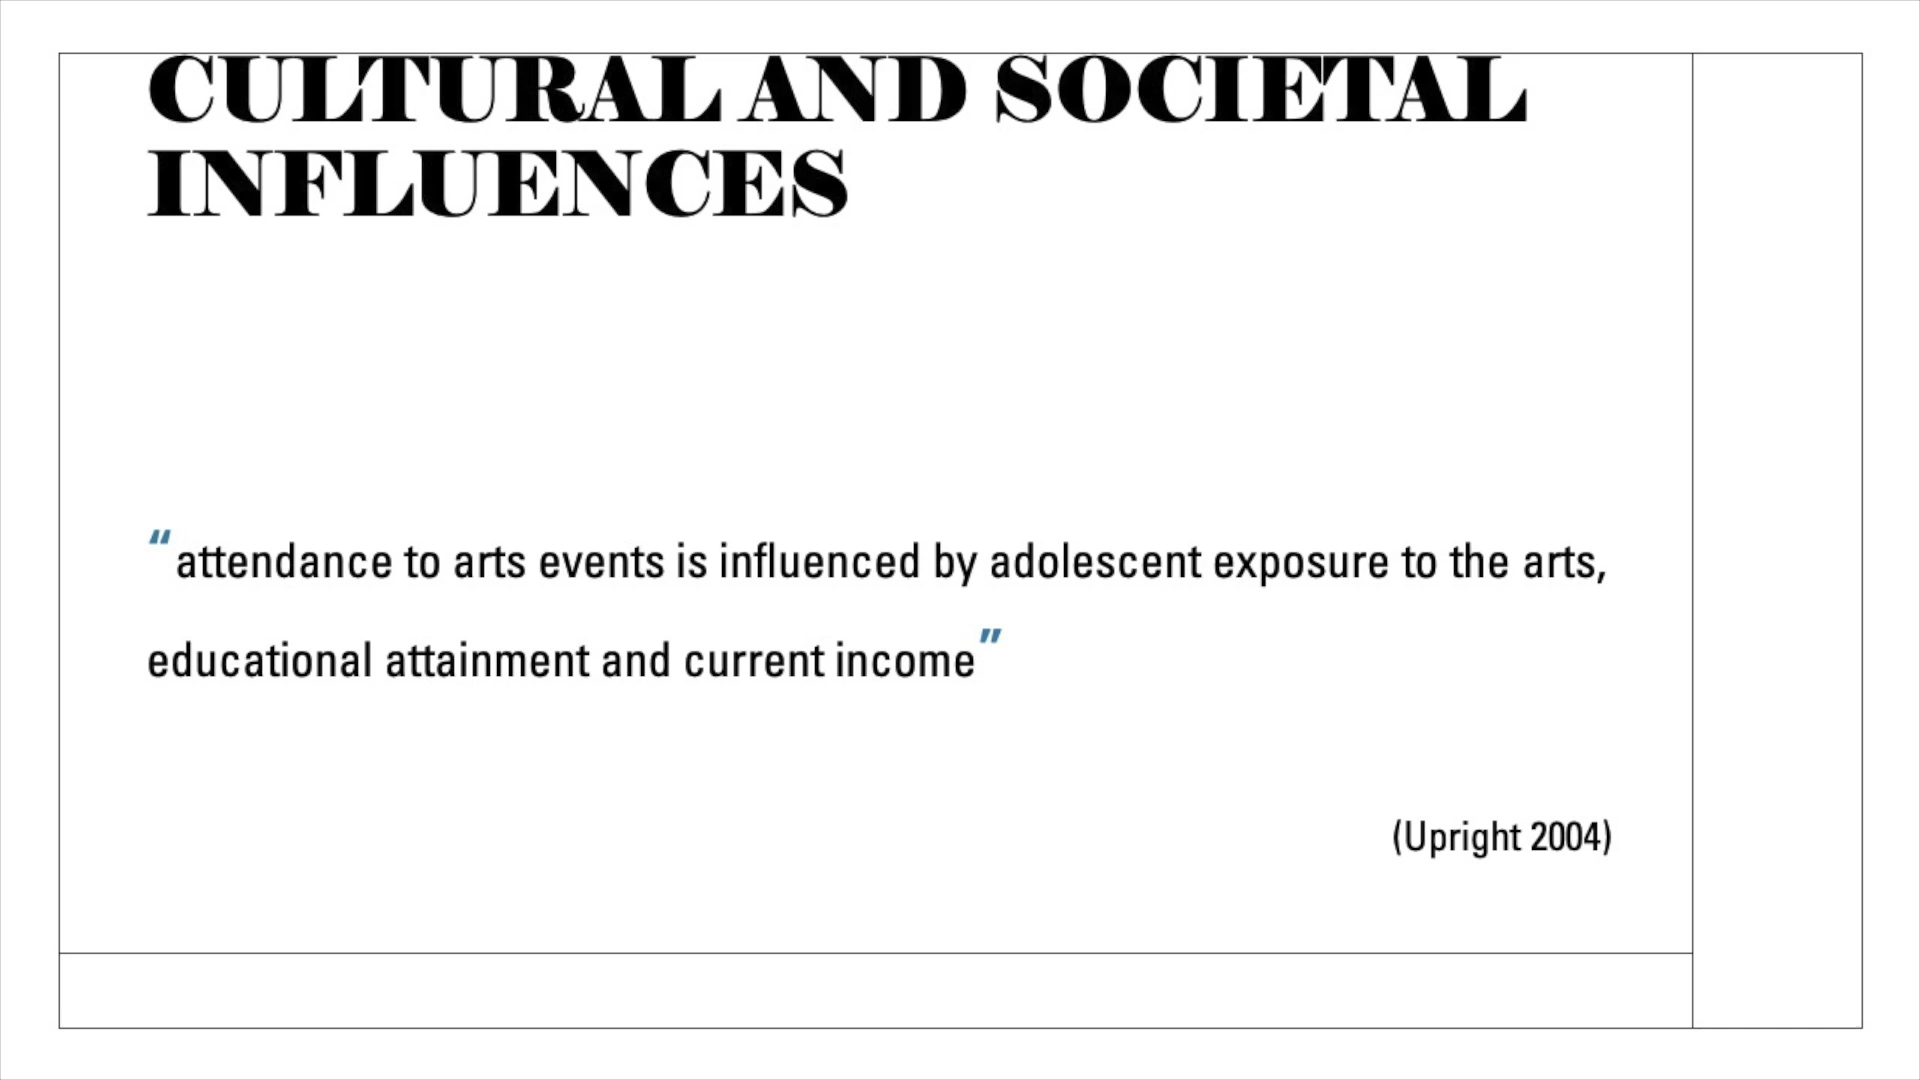 CULTURAL AND SOCIETAL
INFLUENCES
“attendance to arts events is influenced by adolescent exposure to the arts,
educational attainment and current income”
(Upright 2004)